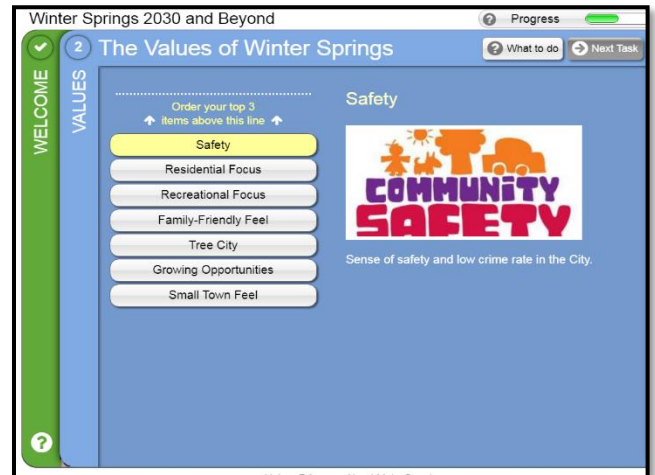 Winter Springs 2030 and Beyond
? Progress
WELCOME
2
VALUES
The Values of Winter Springs
? What to do
Next Task
Order your top 3
items above this line
Safety
Residential Focus
Recreational Focus
Family-Friendly Feel
Tree City
Growing Opportunities
Small Town Feel
Safety
COMMUNITY
SAFETY
Sense of safety and low crime rate in the City.
?